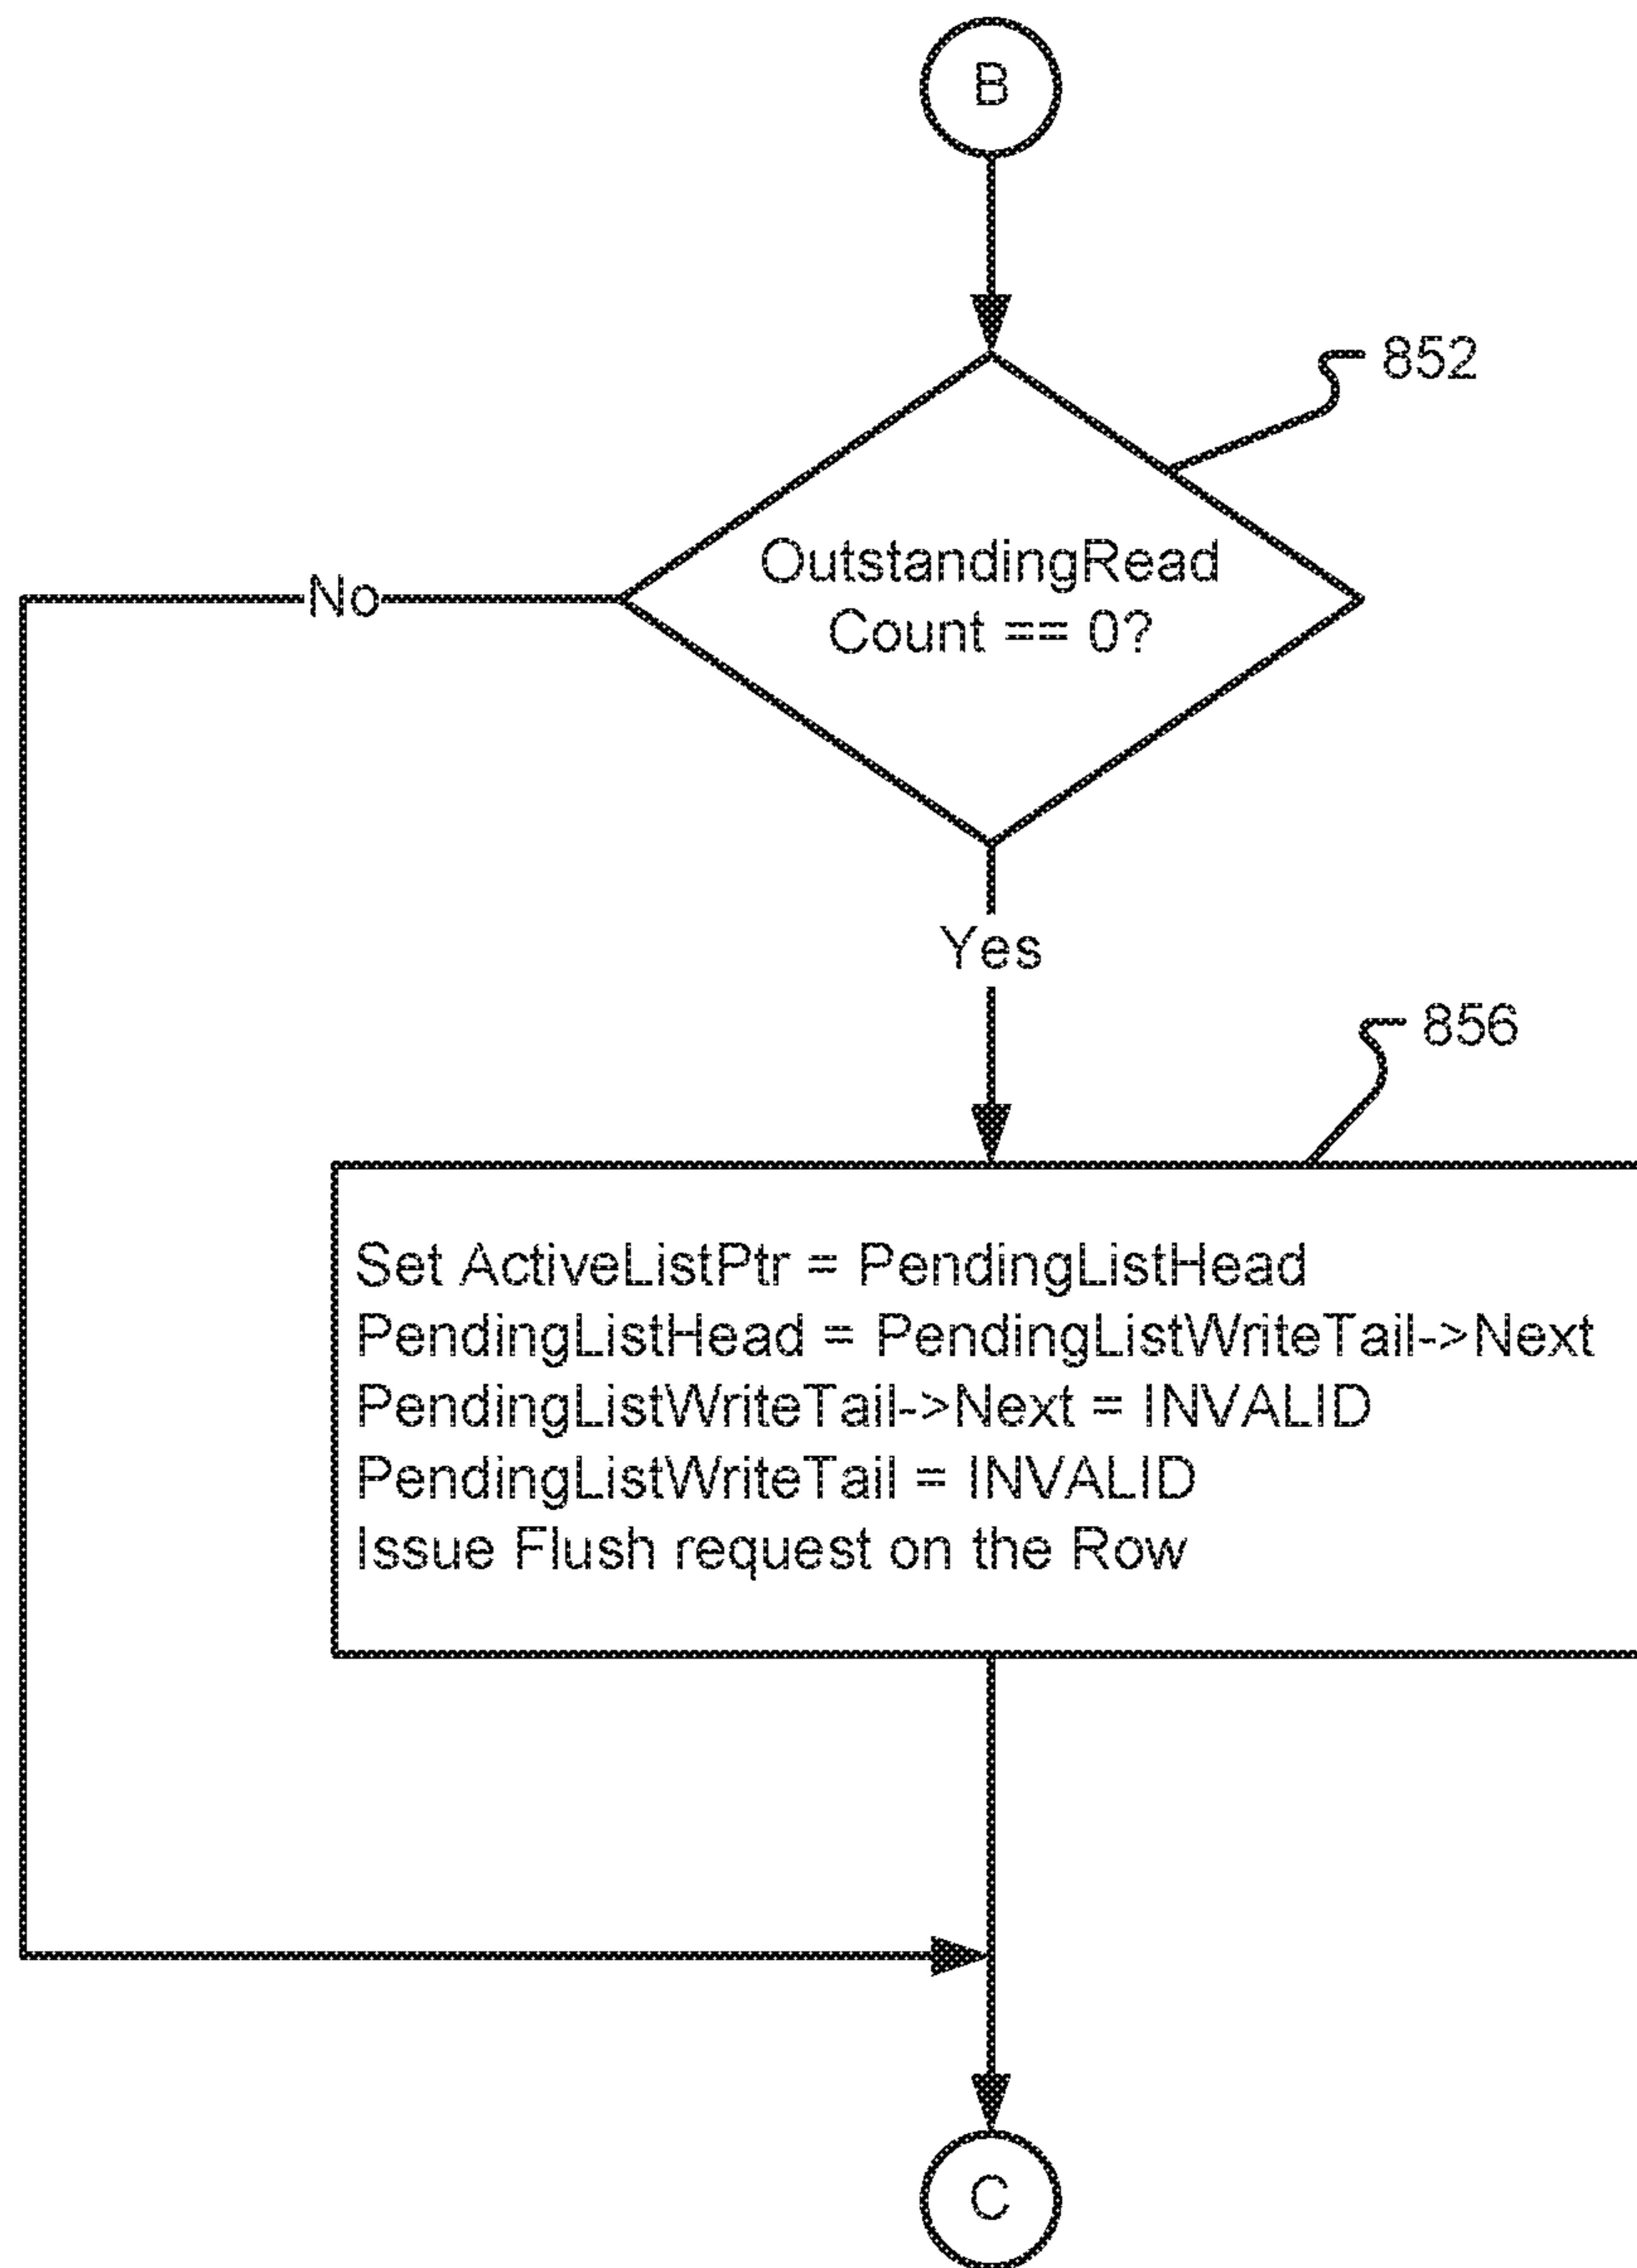 B
852
OutstandingRead
Count == 0?
No
Yes
856
Set ActiveListPtr = PendingListHead
PendingListHead = PendingListWriteTail->Next
PendingListWriteTail->Next = INVALID
PendingListWriteTail = INVALID
Issue Flush request on the Row
C